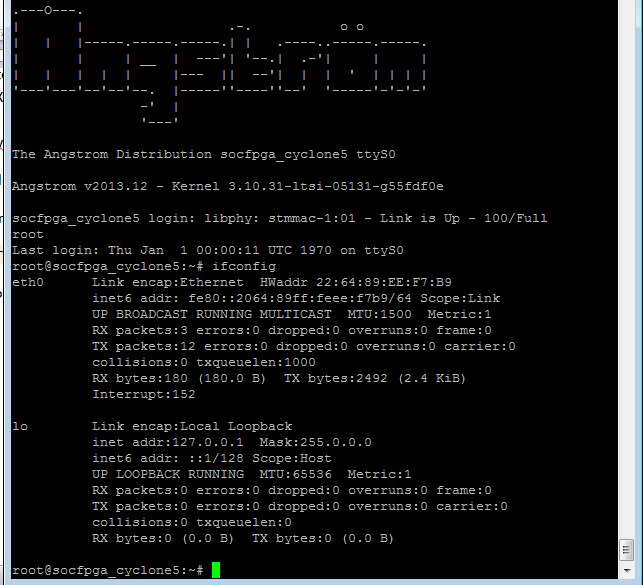 The Angstrom Distribution socfpga_cyclone5 ttyS0
Angstrom v2013.12 - Kernel 3.10.31-ltsi-05131-g55fdf0e
socfpga_cyclone5 login: libphy: stmmac-1:01 - Link is Up - 100/Full
root
Last login: Thu Jan  1 00:00:11 UTC 1970 on ttyS0
root@socfpga_cyclone5:~# ifconfig
eth0      Link encap:Ethernet  HWaddr 22:64:89:EE:F7:B9
          inet6 addr: fe80::2064:89ff:feee:f7b9/64 Scope:Link
          UP BROADCAST RUNNING MULTICAST  MTU:1500  Metric:1
          RX packets:3 errors:0 dropped:0 overruns:0 frame:0
          TX packets:12 errors:0 dropped:0 overruns:0 carrier:0
          collisions:0 txqueuelen:1000
          RX bytes:180 (180.0 B)  TX bytes:2492 (2.4 KiB)
          Interrupt:152
lo        Link encap:Local Loopback
          inet addr:127.0.0.1  Mask:255.0.0.0
          inet6 addr: ::1/128 Scope:Host
          UP LOOPBACK RUNNING  MTU:65536  Metric:1
          RX packets:0 errors:0 dropped:0 overruns:0 frame:0
          TX packets:0 errors:0 dropped:0 overruns:0 carrier:0
          collisions:0 txqueuelen:0
          RX bytes:0 (0.0 B)  TX bytes:0 (0.0 B)
root@socfpga_cyclone5:~#